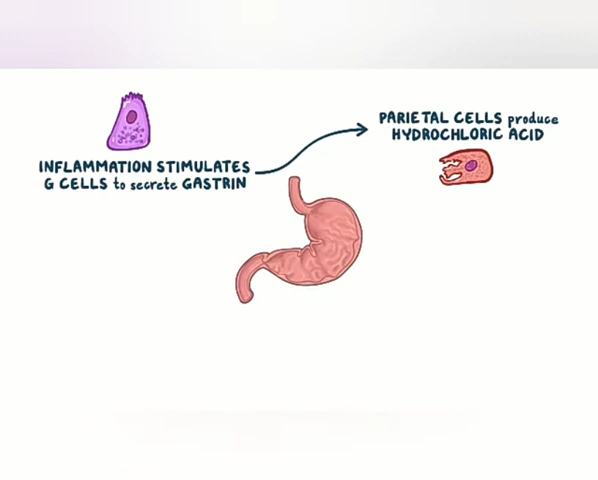 INFLAMMATION STIMULATES
G CELLS to secrete GASTRIN
PARIETAL CELLS produce
HYDROCHLORIC ACID